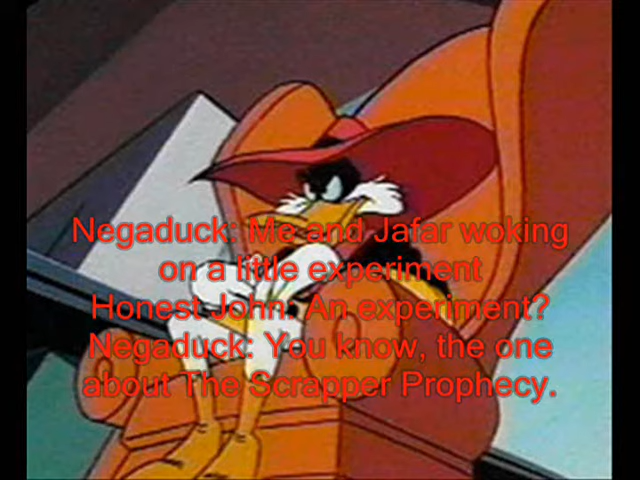 Negaduck: Me and Jafar woking
on a little experiment
Honest John: An experiment?
Negaduck: You know, the one
about The Scrapper Prophecy.